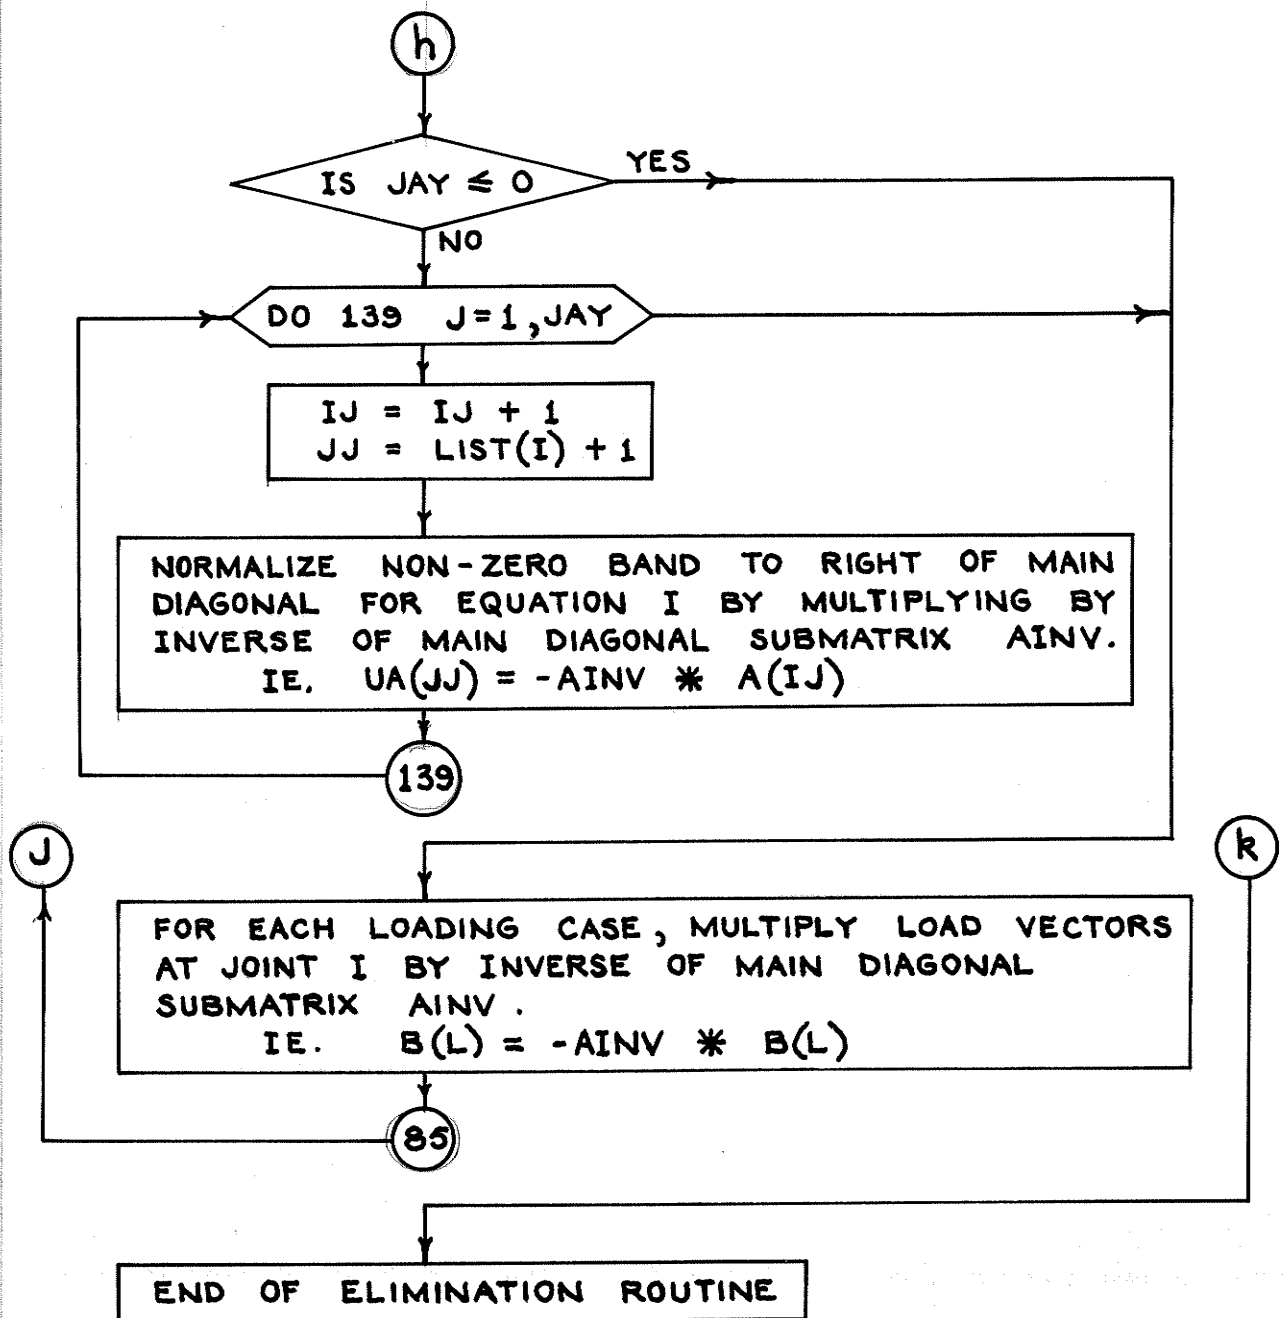 h
IS JAY ≤ 0
YES
NO
DO 139 J=1,JAY
IJ = IJ + 1
JJ = LIST(I) + 1
NORMALIZE NON-ZERO BAND TO RIGHT OF MAIN
DIAGONAL FOR EQUATION I BY MULTIPLYING BY
INVERSE OF MAIN DIAGONAL SUBMATRIX AINV.
IE. UA(JJ) = -AINV * A(IJ)
139
J
k
FOR EACH LOADING CASE, MULTIPLY LOAD VECTORS
AT JOINT I BY INVERSE OF MAIN DIAGONAL
SUBMATRIX AINV.
IE. B(L) = -AINV * B(L)
85
END OF ELIMINATION ROUTINE